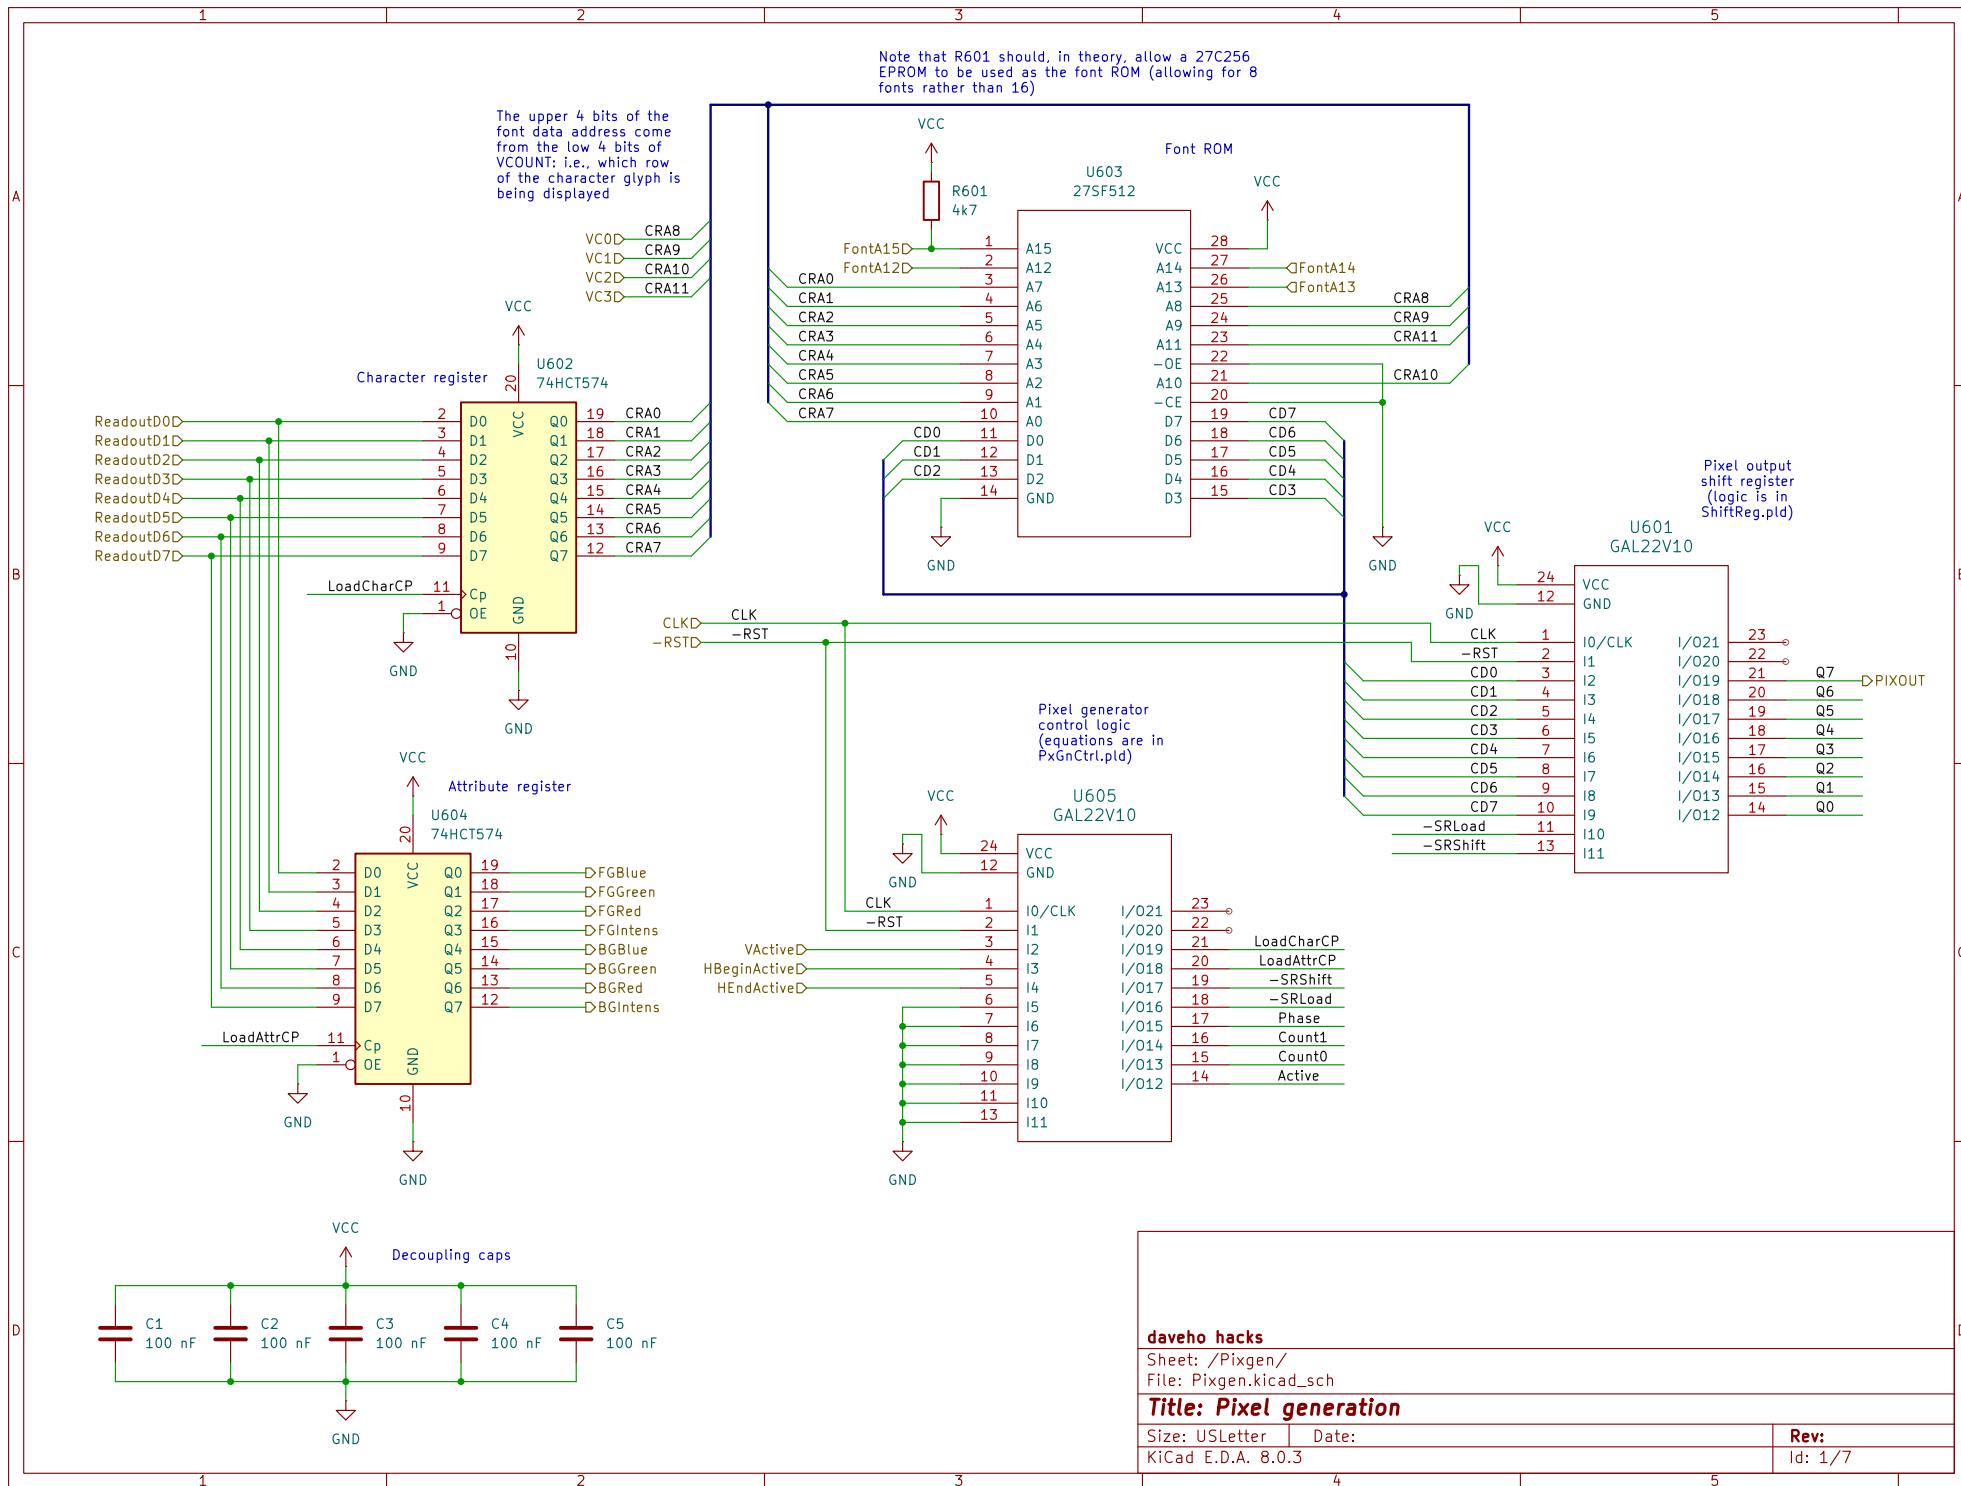 1 2 3 4 5
A
B
C
D
Note that R601 should, in theory, allow a 27C256
EPROM to be used as the font ROM (allowing for 8
fonts rather than 16)
The upper 4 bits of the
font data address come
from the low 4 bits of
VCOUNT: i.e., which row
of the character glyph is
being displayed
VC0 CRA8
VC1 CRA9
VC2 CRA10
VC3 CRA11
VCC
R601
4k7
Font ROM
U603
27SF512
VCC
FontA15 1 A15 VCC 28
FontA12 2 A12 A14 27 FontA14
CRA0 3 A7 A13 26 FontA13
CRA1 4 A6 A8 25 CRA8
CRA2 5 A5 A9 24 CRA9
CRA3 6 A4 A11 23 CRA11
CRA4 7 A3 -OE 22
CRA5 8 A2 A10 21 CRA10
CRA6 9 A1 -CE 20
CRA7 10 A0 D7 19 CD7
CD0 11 D0 D6 18 CD6
CD1 12 D1 D5 17 CD5
CD2 13 D2 D4 16 CD4
14 GND D3 15 CD3
GND
GND
VCC
Character register
U602
74HCT574
20
VCC
ReadoutD0 2 D0 Q0 19 CRA0
ReadoutD1 3 D1 Q1 18 CRA1
ReadoutD2 4 D2 Q2 17 CRA2
ReadoutD3 5 D3 Q3 16 CRA3
ReadoutD4 6 D4 Q4 15 CRA4
ReadoutD5 7 D5 Q5 14 CRA5
ReadoutD6 8 D6 Q6 13 CRA6
ReadoutD7 9 D7 Q7 12 CRA7
LoadCharCP 11 Cp
1 OE
GND
10
GND
GND
CLK CLK
-RST -RST
Pixel output
shift register
(logic is in
ShiftReg.pld)
VCC
U601
GAL22V10
GND
24 VCC
12 GND
CLK 1 I0/CLK I/O21 23
-RST 2 I1 I/O20 22
CD0 3 I2 I/O19 21 Q7 PIXOUT
CD1 4 I3 I/O18 20 Q6
CD2 5 I4 I/O17 19 Q5
CD3 6 I5 I/O16 18 Q4
CD4 7 I6 I/O15 17 Q3
CD5 8 I7 I/O14 16 Q2
CD6 9 I8 I/O13 15 Q1
CD7 10 I9 I/O12 14 Q0
-SRLoad 11 I10
-SRShift 13 I11
Pixel generator
control logic
(equations are in
PxGnCtrl.pld)
VCC
U605
GAL22V10
GND
24 VCC
12 GND
CLK 1 I0/CLK I/O21 23
-RST 2 I1 I/O20 22
VActive 3 I2 I/O19 21 LoadCharCP
HBeginActive 4 I3 I/O18 20 LoadAttrCP
HEndActive 5 I4 I/O17 19 -SRShift
6 I5 I/O16 18 -SRLoad
7 I6 I/O15 17 Phase
8 I7 I/O14 16 Count1
9 I8 I/O13 15 Count0
10 I9 I/O12 14 Active
11 I10
13 I11
GND
VCC
Attribute register
U604
74HCT574
20
VCC
2 D0 Q0 19 FGBlue
3 D1 Q1 18 FGGreen
4 D2 Q2 17 FGRed
5 D3 Q3 16 FGIntens
6 D4 Q4 15 BGBlue
7 D5 Q5 14 BGGreen
8 D6 Q6 13 BGRed
9 D7 Q7 12 BGIntens
LoadAttrCP 11 Cp
1 OE
GND
10
GND
GND
VCC
Decoupling caps
C1 C2 C3 C4 C5
100 nF 100 nF 100 nF 100 nF 100 nF
GND
daveho hacks
Sheet: /Pixgen/
File: Pixgen.kicad_sch
Title: Pixel generation
Size: USLetter Date: Rev:
KiCad E.D.A. 8.0.3 Id: 1/7
1 2 3 4 5